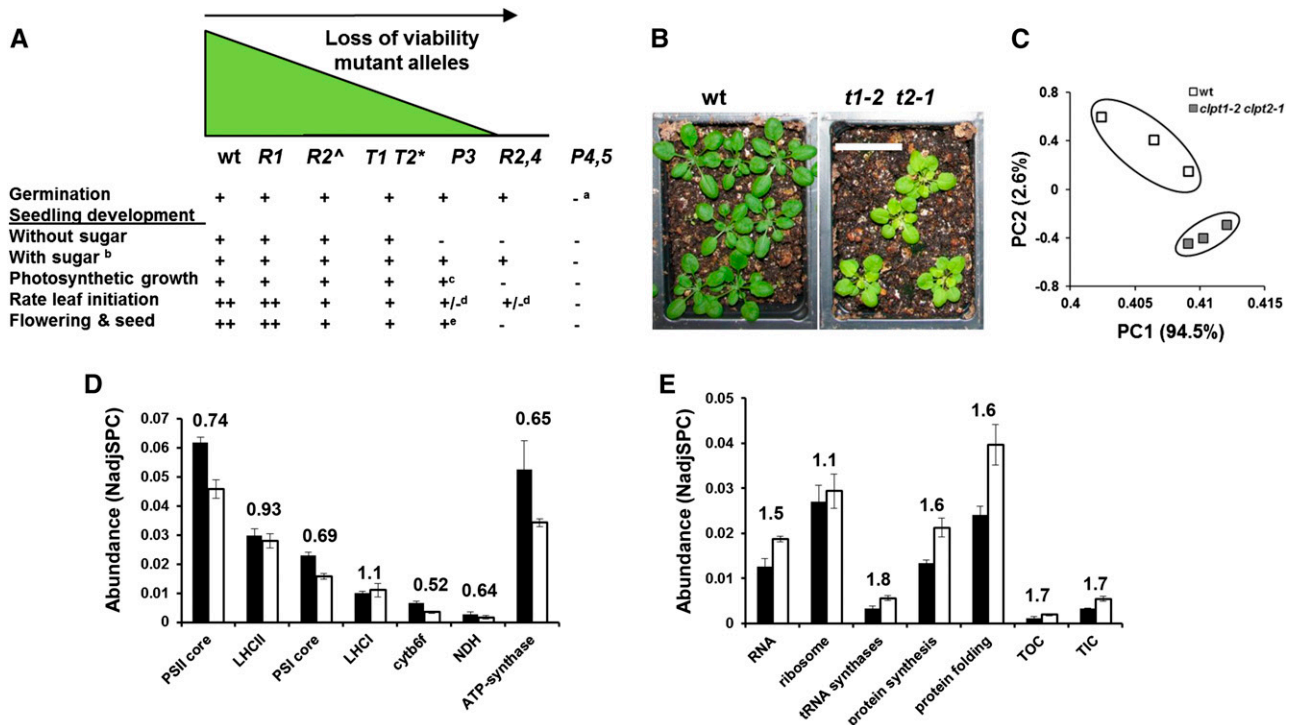 A
Loss of viability
mutant alleles
wt R1 R2^ T1 T2* P3 R2,4 P4,5
Germination + + + + + + - a
Seedling development
Without sugar + + + + - - -
With sugar b + + + + + + -
Photosynthetic growth + + + + +c - -
Rate leaf initiation ++ ++ + + +/-d +/-d -
Flowering & seed ++ ++ + + +e - -
B
wt t1-2 t2-1
C
wt
clpt1-2 clpt2-1
PC2 (2.6%)
0.8
0.4
0
-0.4
-0.8
0.4 0.405 0.41 0.415
PC1 (94.5%)
D
Abundance (NadjSPC)
0.07
0.06
0.05
0.04
0.03
0.02
0.01
0
0.74
0.93
0.69
1.1
0.52
0.64
0.65
PSII core
LHCII
PSI core
LHCI
cytb6f
NDH
ATP-synthase
E
Abundance (NadjSPC)
0.05
0.04
0.03
0.02
0.01
0
1.5
1.1
1.8
1.6
1.6
1.7
1.7
RNA
ribosome
tRNA synthases
protein synthesis
protein folding
TOC
TIC